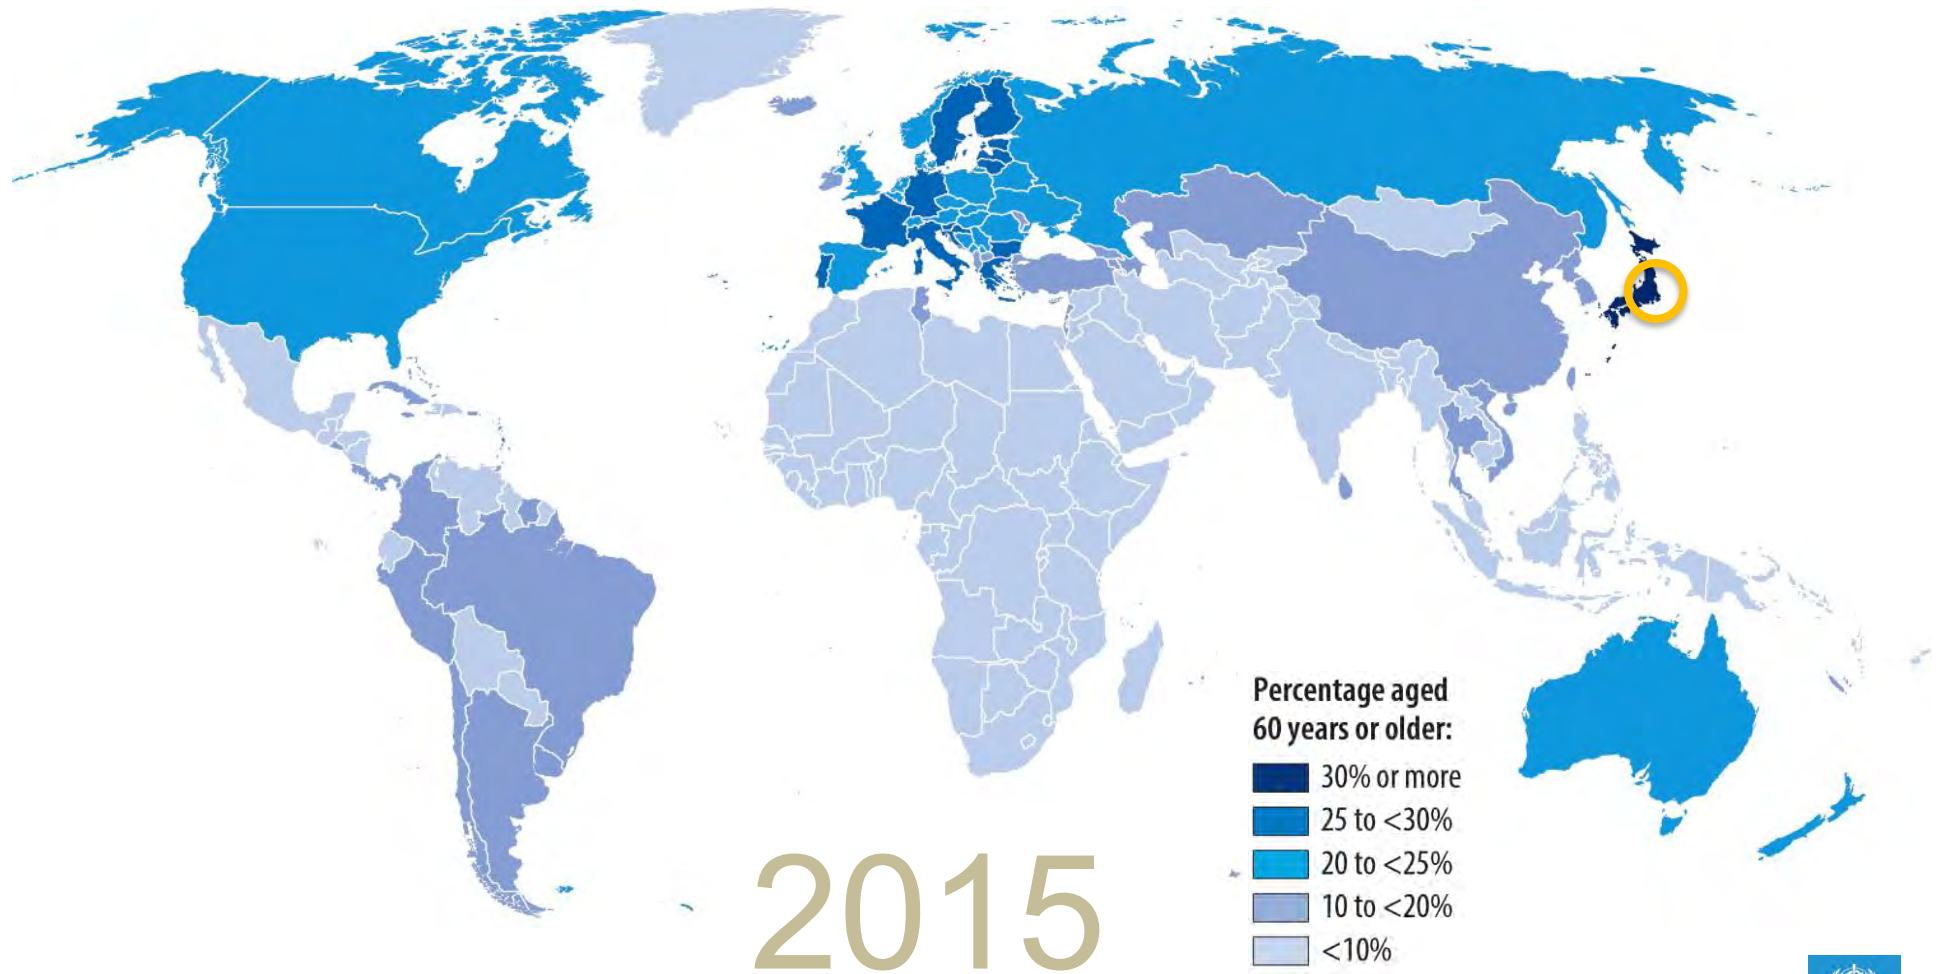 Percentage aged
60 years or older:
30% or more
25 to <30%
20 to <25%
10 to <20%
<10%
2015